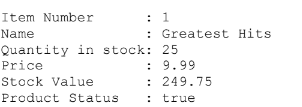 Item Number       : 1
Name              : Greatest Hits
Quantity in stock: 25
Price             : 9.99
Stock Value       : 249.75
Product Status    : true